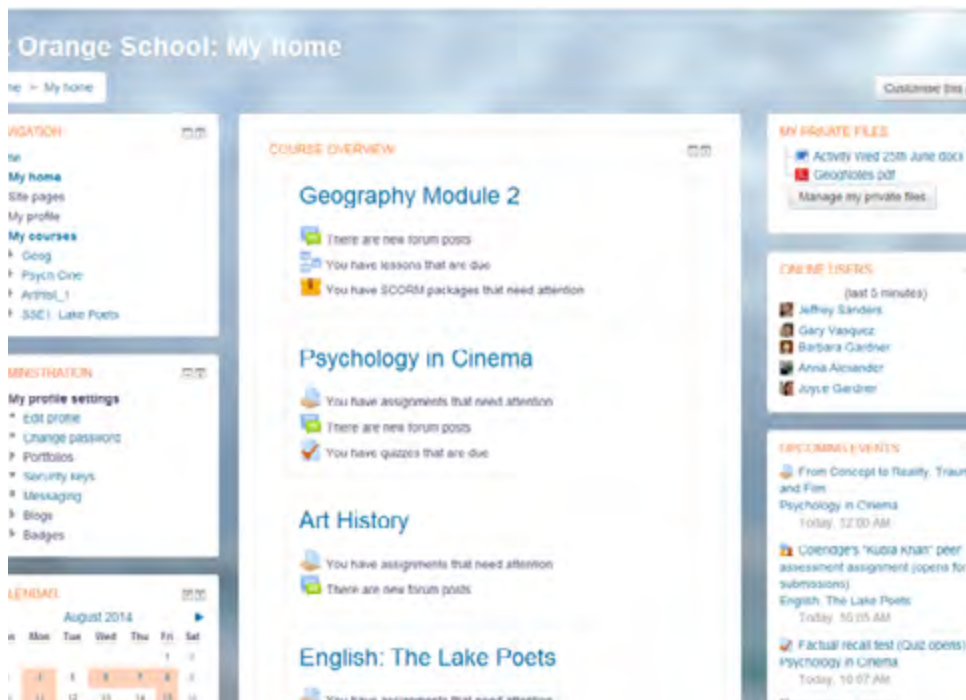 Orange School: My home
My home
Customise this
COURSE OVERVIEW
Geography Module 2
There are new forum posts
You have lessons that are due
You have SCORM packages that need attention
Psychology in Cinema
You have assignments that need attention
There are new forum posts
You have quizzes that are due
Art History
You have assignments that need attention
There are new forum posts
English: The Lake Poets
You have assignments that need attention
My home
Site pages
My profile
My courses
Geog
Psych Cine
ArtHist_1
SSE1 Lake Poets
My profile settings
Edit profile
Change password
Portfolios
Security keys
Messaging
Blogs
Badges
August 2014
Mon Tue Wed Thu Fri Sat
MY PRIVATE FILES
Activity Wed 25th June docx
GeogNotes pdf
Manage my private files
ONLINE USERS
(last 5 minutes)
Jeffrey Sanders
Gary Vasquez
Barbara Gardner
Anna Alexander
Joyce Gardner
UPCOMING EVENTS
From Concept to Reality: Traum
and Film
Psychology in Cinema
Today, 12:00 AM
Coleridge's "Kubla Khan" peer
assessment assignment (opens for
submissions)
English: The Lake Poets
Today, 10:05 AM
Factual recall test (Quiz opens)
Psychology in Cinema
Today, 10:07 AM